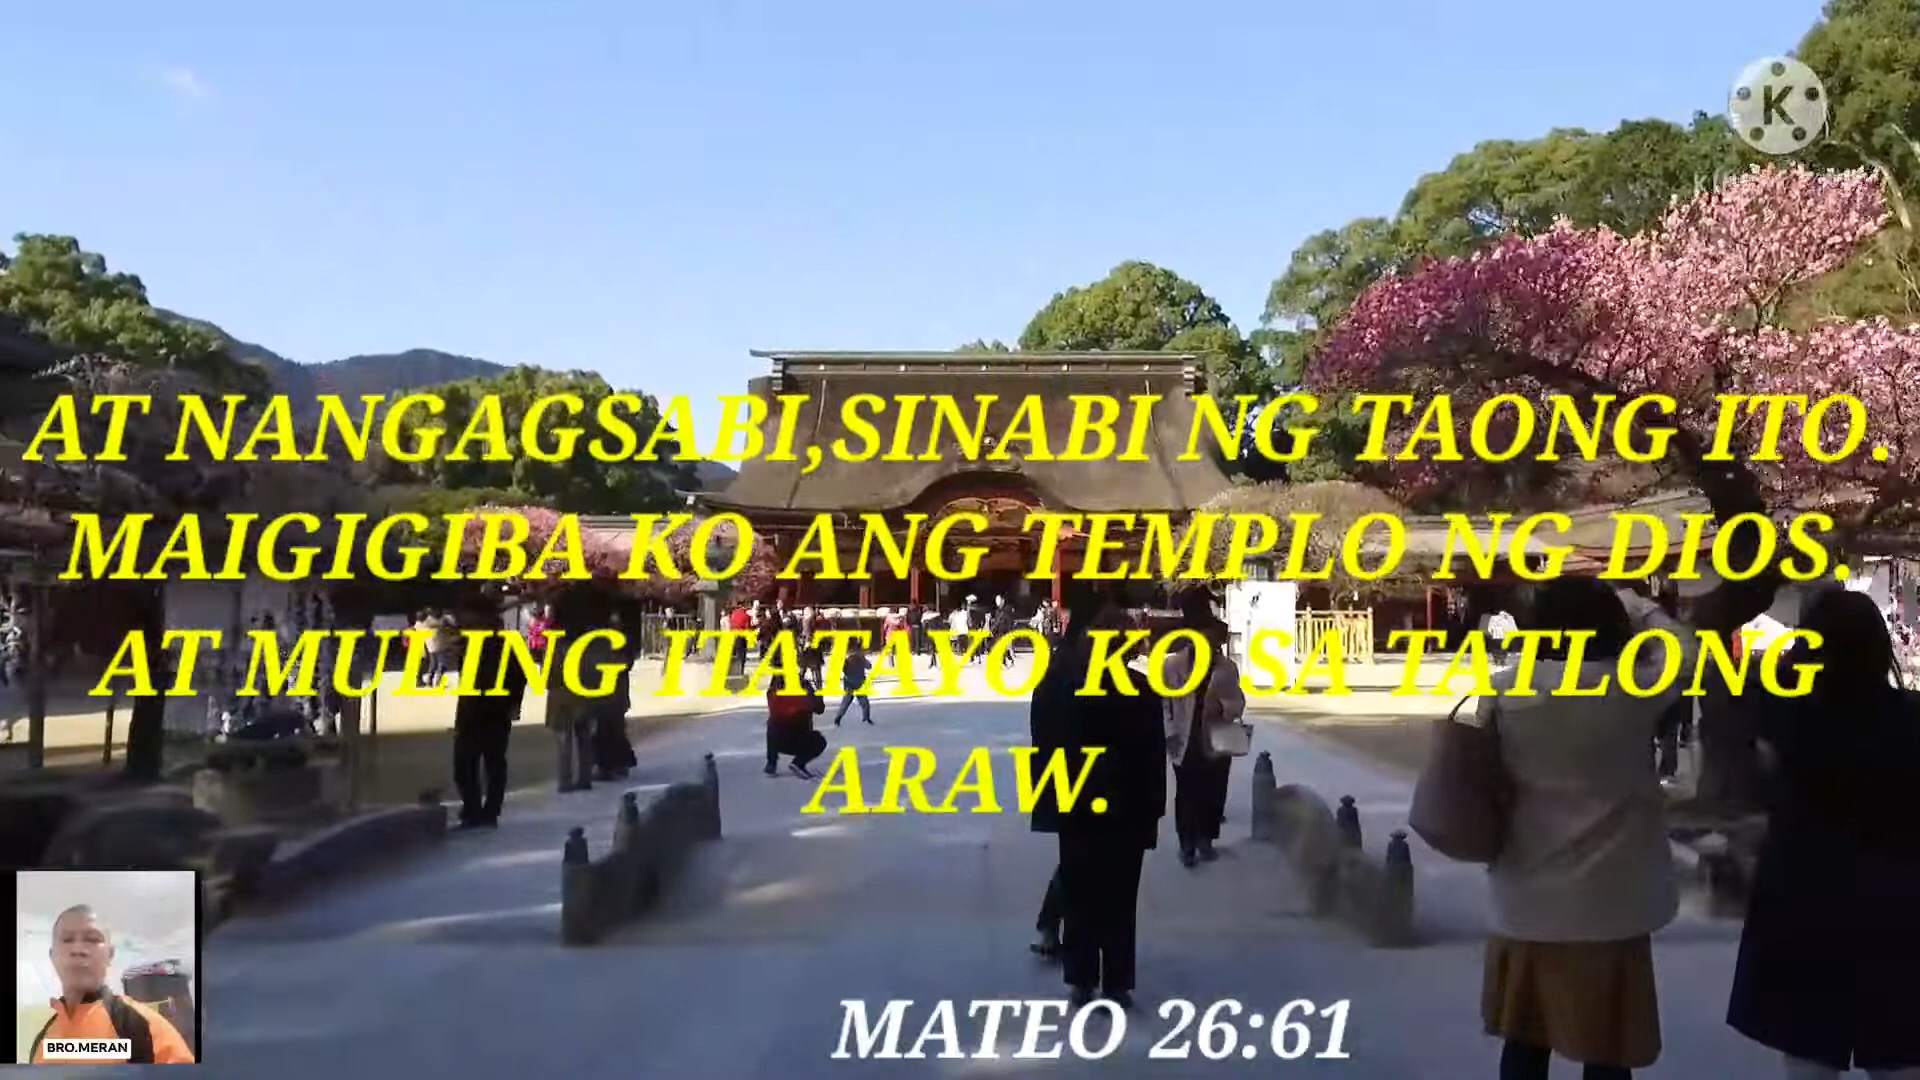 K
AT NANGAGSABI,SINABI NG TAONG ITO.
MAIGIGIBA KO ANG TEMPLO NG DIOS.
AT MULING ITATAYO KO SA TATLONG
ARAW.
BRO.MERAN
MATEO 26:61